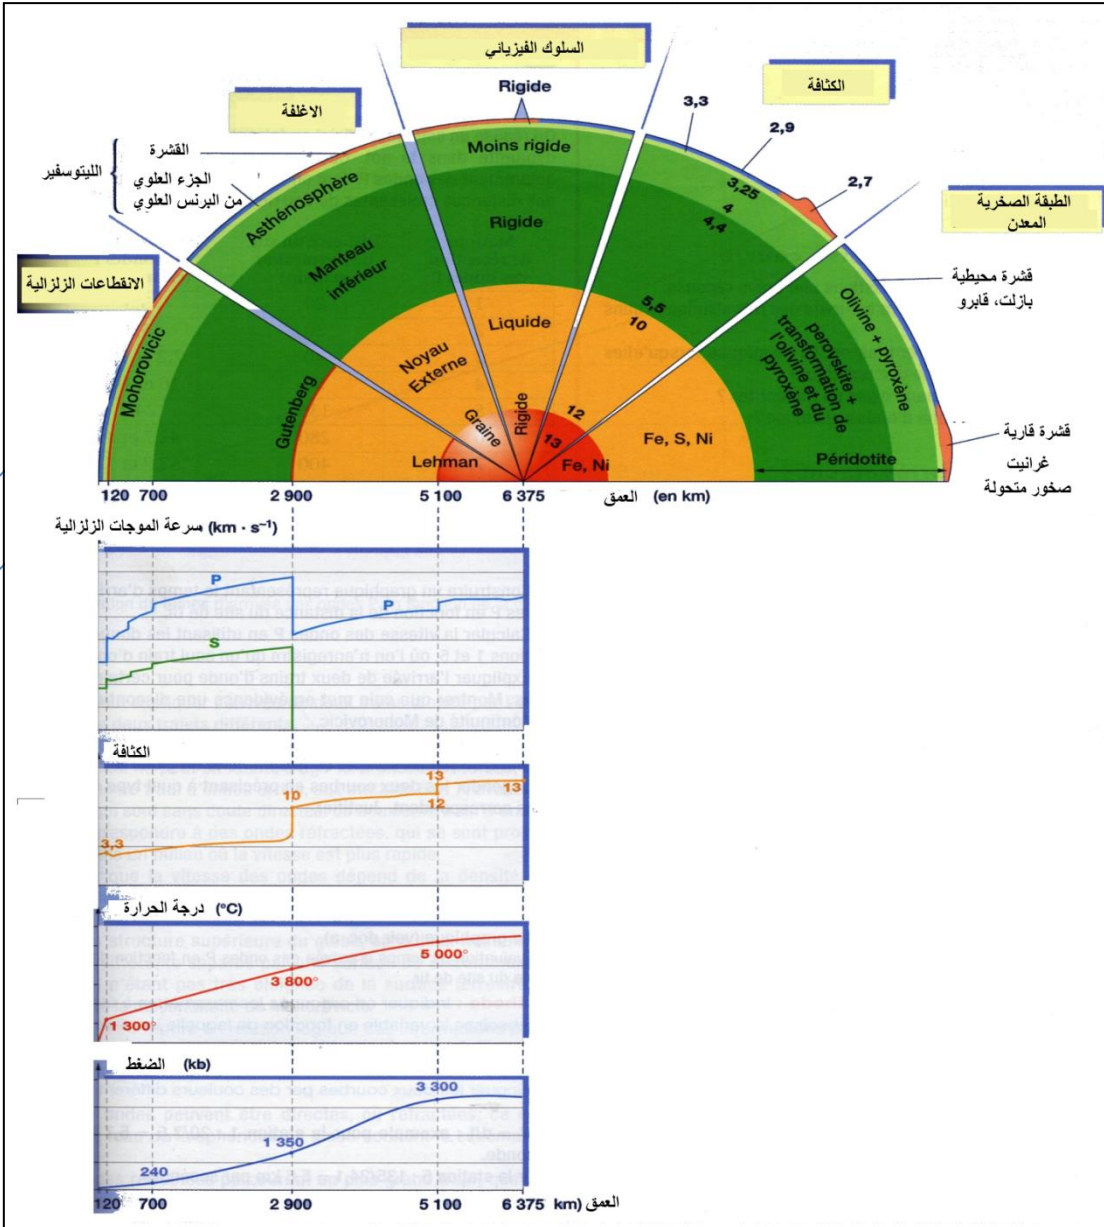 السلوك الفيزيائي
الكثافة
الاغلفة
الطبقة الصخرية
المعدن
الانقطاعات الزلزالية
Rigide
3,3
2,9
2,7
القشرة
الجزء العلوي
من البرنس العلوي
الليتوسفير
Moins rigide
Asthénosphère
3,25
4
4,4
Rigide
Manteau
inférieur
قشرة محيطية
بازلت، قابرو
Mohorovicic
Olivine + pyroxène
perovskite +
transformation de
l'olivine et du
pyroxène
5,5
10
Liquide
Noyau
Externe
Gutenberg
Graine
Rigide
12
13
Fe, S, Ni
Lehman
Fe, Ni
Péridotite
قشرة قارية
غرانيت
صخور متحولة
120 700 2 900 5 100 6 375 العمق (en km)
سرعة الموجات الزلزالية (km · s⁻¹)
P
P
S
الكثافة
3,3
10
13
12
13
درجة الحرارة (°C)
1 300°
3 800°
5 000°
الضغط (kb)
240
1 350
3 300
120 700 2 900 5 100 6 375 km) العمق